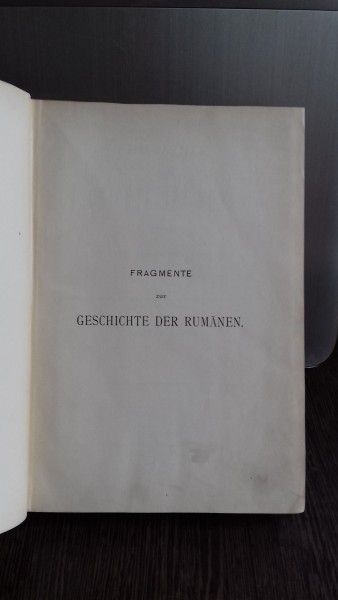 FRAGMENTE
ZUR
GESCHICHTE DER RUMÄNEN.